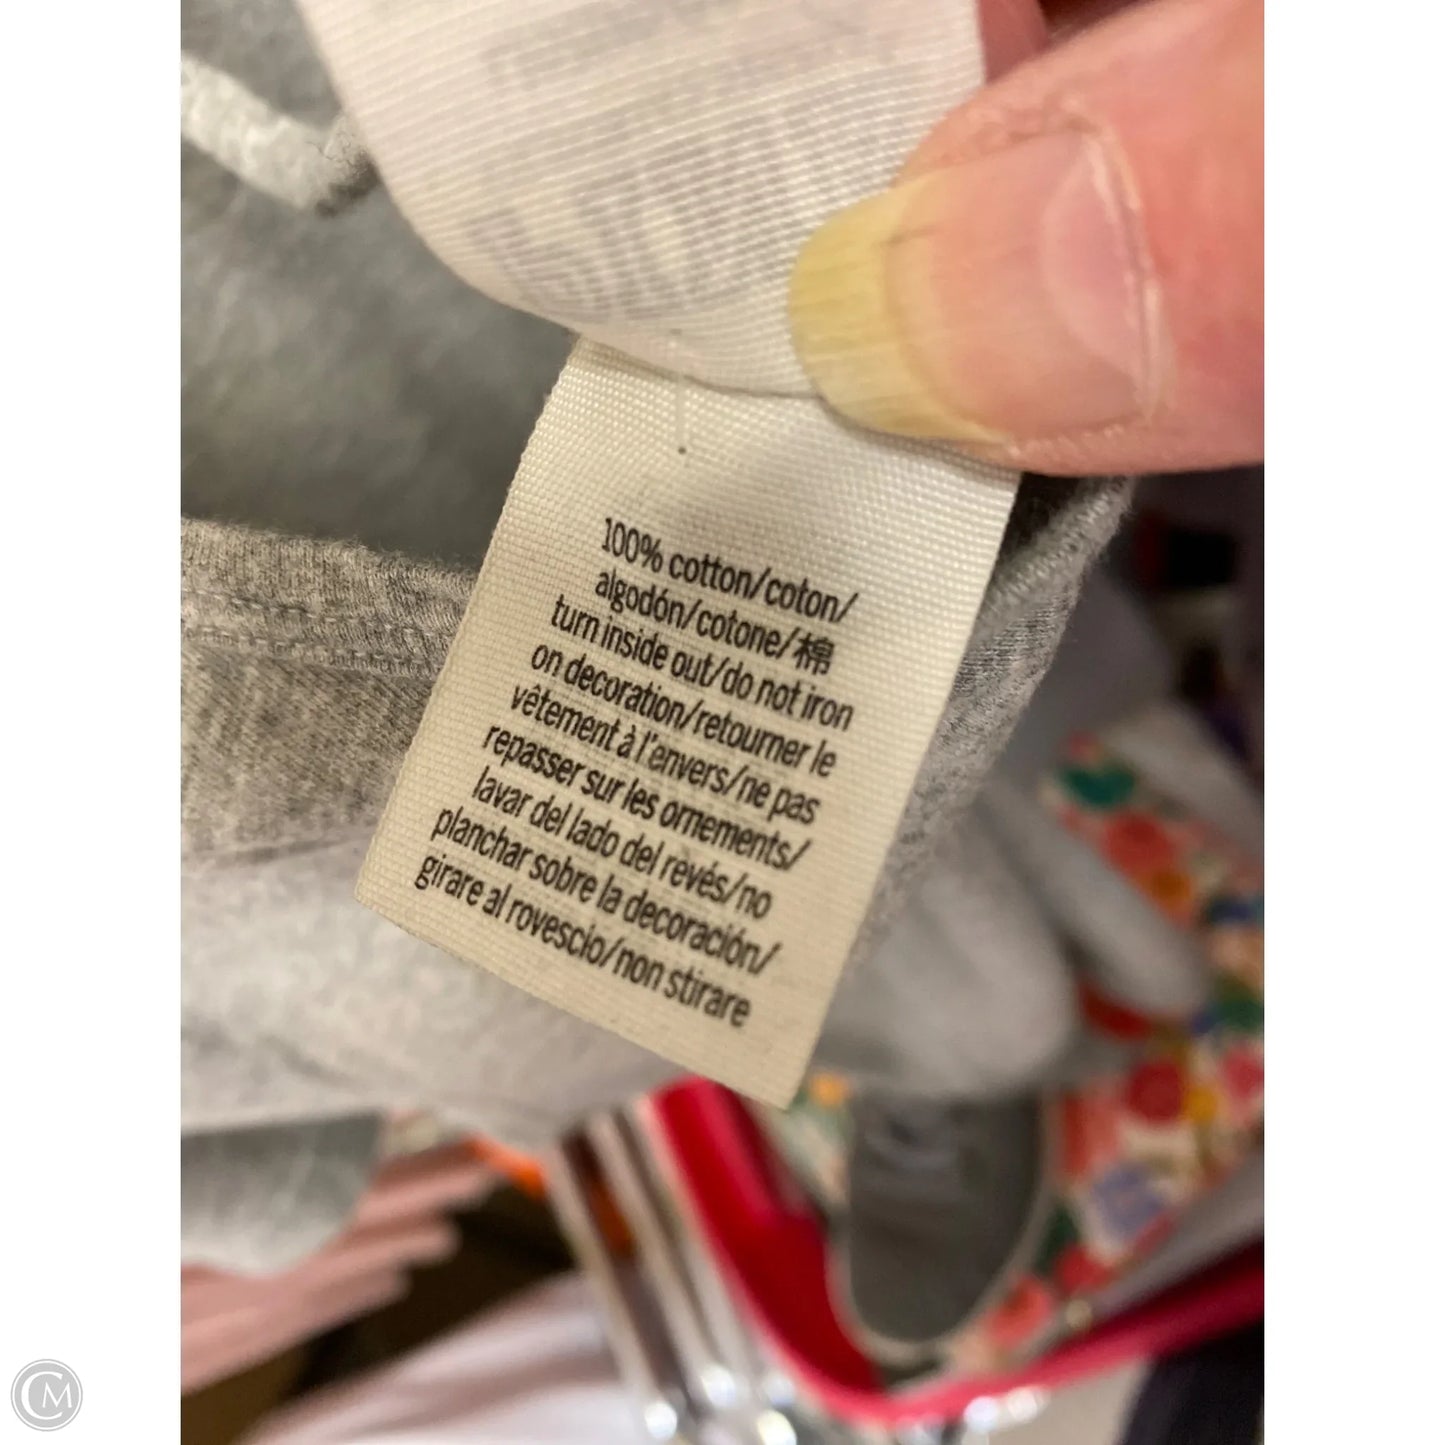 100% cotton/coton/
algodón/cotone/棉
turn inside out/do not iron
on decoration/retourner le
vêtement à l'envers/ne pas
repasser sur les ornements/
lavar del lado del revés/no
planchar sobre la decoración/
girare al rovescio/non stirare
CM